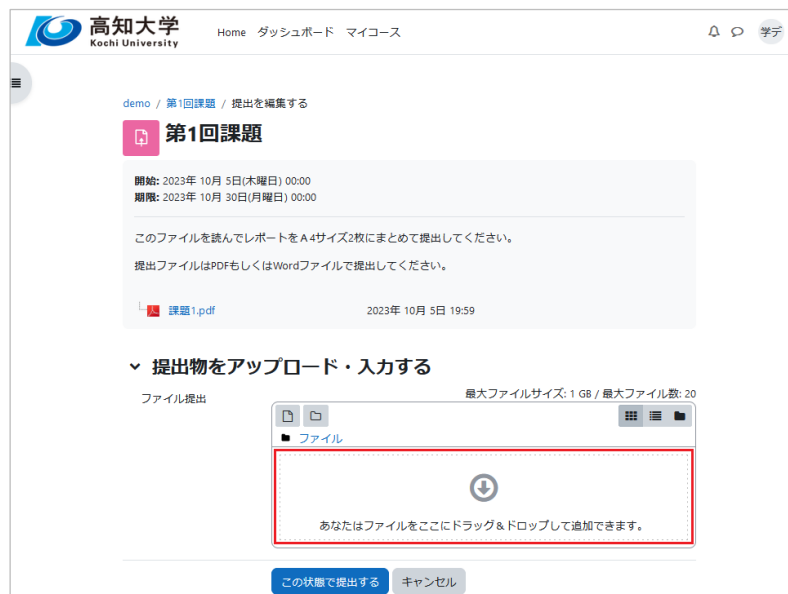 高知大学
Kochi University
Home ダッシュボード マイコース
学デ
demo / 第1回課題 / 提出を編集する
第1回課題
開始: 2023年 10月 5日(木曜日) 00:00
期限: 2023年 10月 30日(月曜日) 00:00
このファイルを読んでレポートをA4サイズ2枚にまとめて提出してください。
提出ファイルはPDFもしくはWordファイルで提出してください。
課題1.pdf 2023年 10月 5日 19:59
提出物をアップロード・入力する
ファイル提出
最大ファイルサイズ: 1 GB / 最大ファイル数: 20
ファイル
あなたはファイルをここにドラッグ&ドロップして追加できます。
この状態で提出する キャンセル